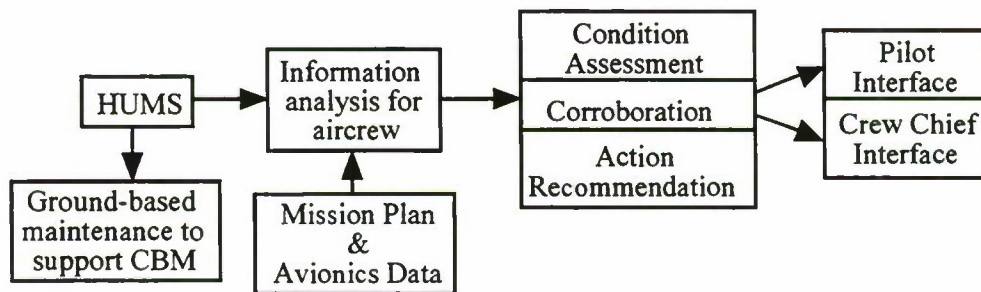 HUMS
Ground-based
maintenance to
support CBM
Information
analysis for
aircrew
Mission Plan
&
Avionics Data
Condition
Assessment
Corroboration
Action
Recommendation
Pilot
Interface
Crew Chief
Interface